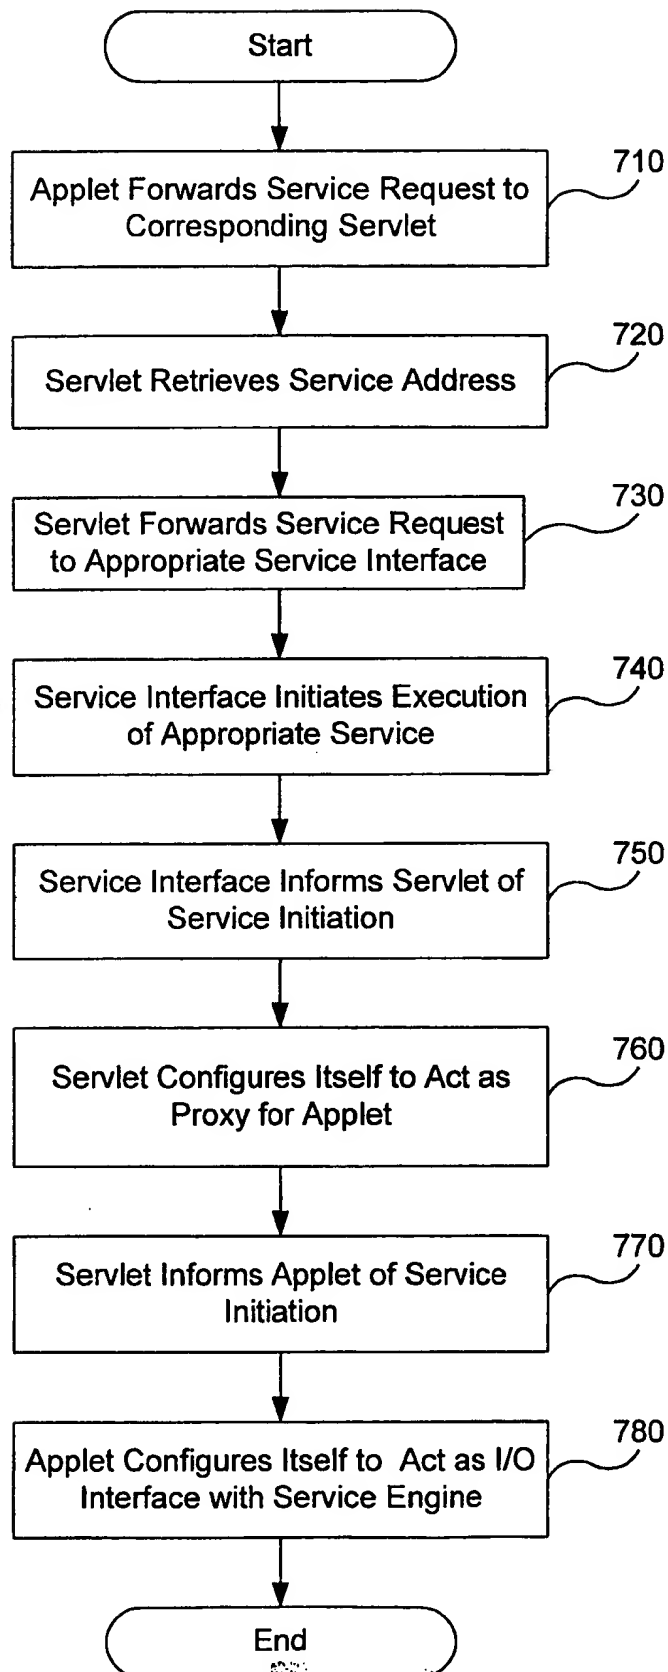 Start
710
Applet Forwards Service Request to
Corresponding Servlet
720
Servlet Retrieves Service Address
730
Servlet Forwards Service Request
to Appropriate Service Interface
740
Service Interface Initiates Execution
of Appropriate Service
750
Service Interface Informs Servlet of
Service Initiation
760
Servlet Configures Itself to Act as
Proxy for Applet
770
Servlet Informs Applet of Service
Initiation
780
Applet Configures Itself to Act as I/O
Interface with Service Engine
End